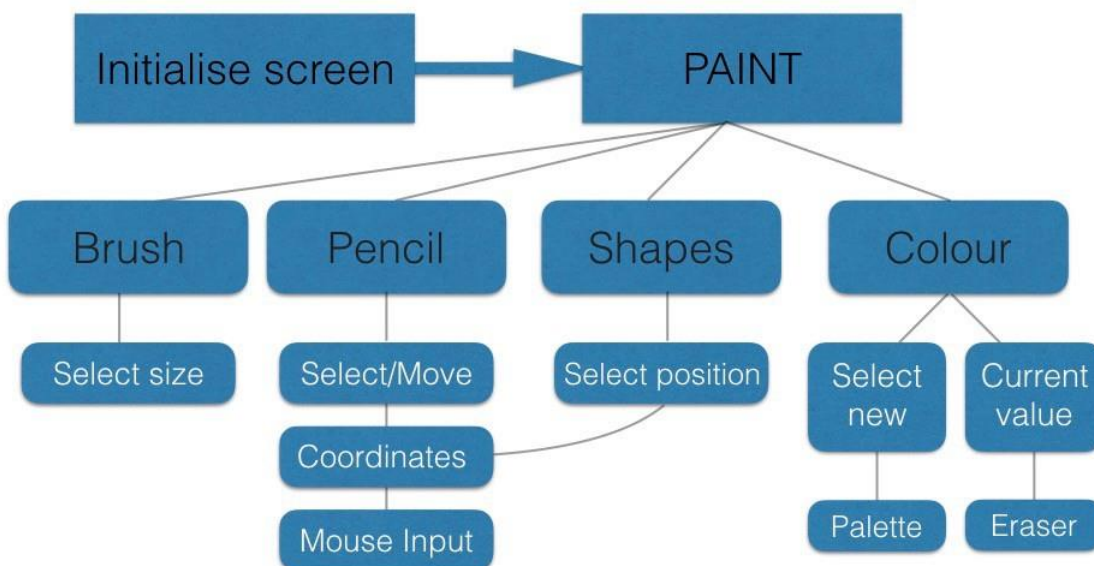 Initialise screen
PAINT
Brush
Pencil
Shapes
Colour
Select size
Select/Move
Select position
Select
new
Current
value
Coordinates
Mouse Input
Palette
Eraser